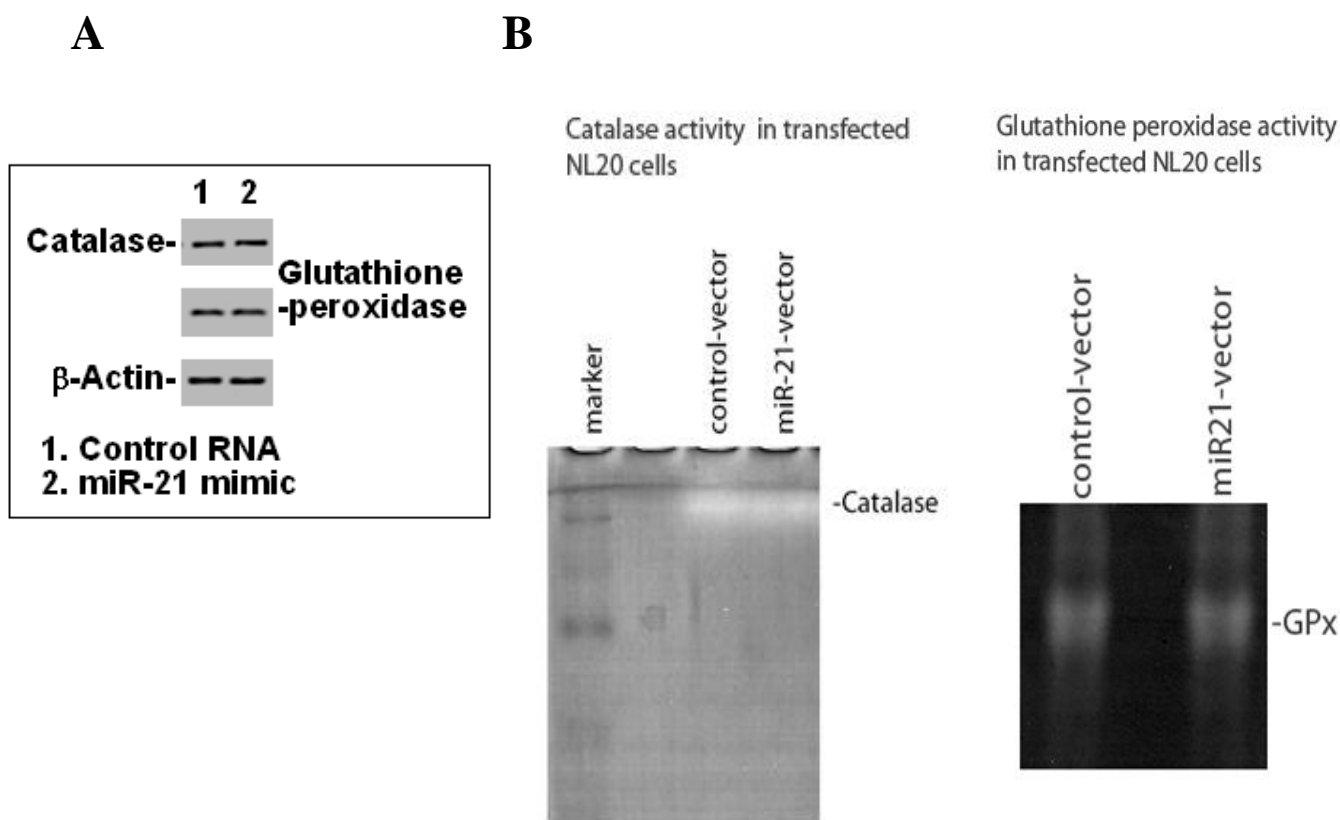 A
B
1 2
Catalase-
Glutathione
-peroxidase
β-Actin-
1. Control RNA
2. miR-21 mimic
Catalase activity in transfected
NL20 cells
marker
control-vector
miR-21-vector
-Catalase
Glutathione peroxidase activity
in transfected NL20 cells
control-vector
miR21-vector
-GPx